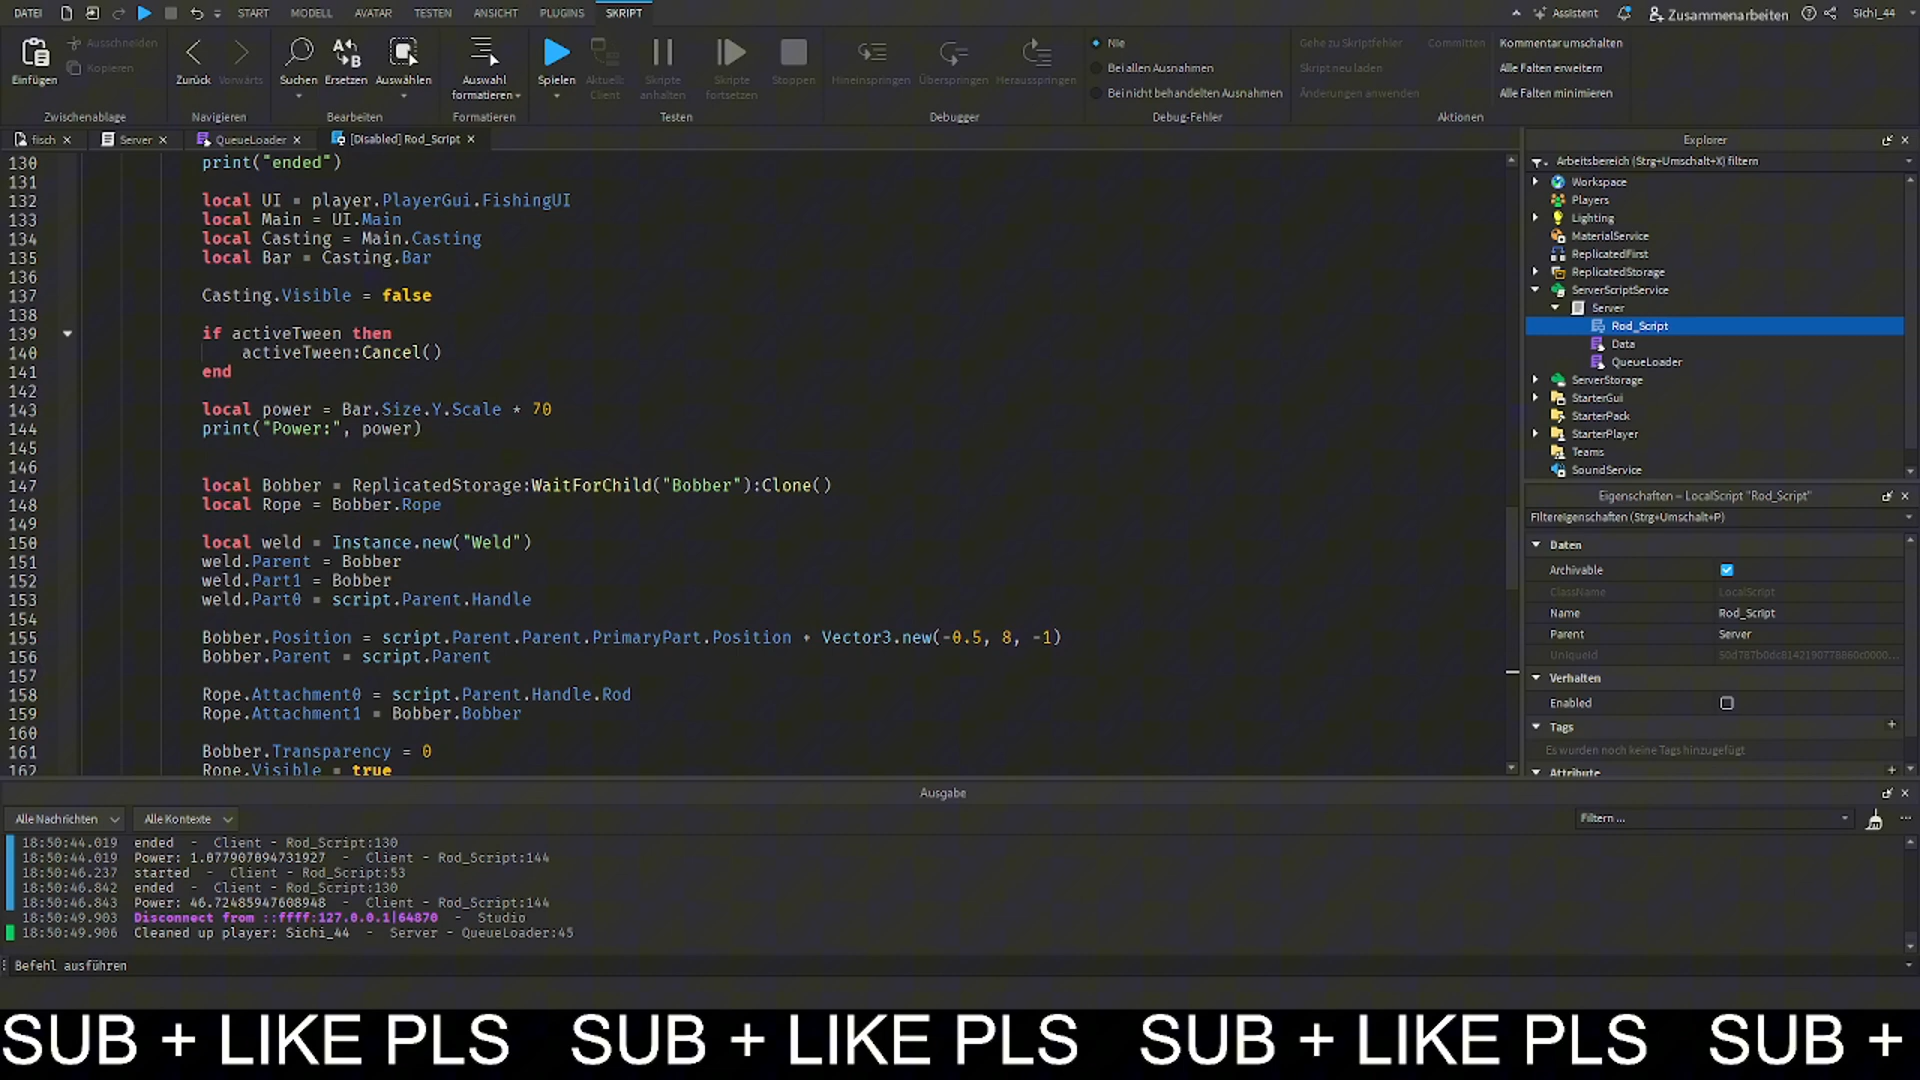 DATEI START MODELL AVATAR TESTEN ANSICHT PLUGINS SKRIPT Assistent Zusammenarbeiten Sichi_44
Einfügen Ausschneiden Kopieren Zurück Vorwärts Suchen Ersetzen Auswählen Auswahl formatieren Spielen Aktuell: Client Skripte anhalten Skripte fortsetzen Stoppen Hineinspringen Überspringen Herausspringen
Nie
Bei allen Ausnahmen
Bei nicht behandelten Ausnahmen
Gehe zu Skriptfehler Committen
Skript neu laden
Änderungen anwenden
Kommentar umschalten
Alle Falten erweitern
Alle Falten minimieren
Zwischenablage Navigieren Bearbeiten Formatieren Testen Debugger Debug-Fehler Aktionen
fisch Server QueueLoader [Disabled] Rod_Script
130 print("ended")
131
132 local UI = player.PlayerGui.FishingUI
133 local Main = UI.Main
134 local Casting = Main.Casting
135 local Bar = Casting.Bar
136
137 Casting.Visible = false
138
139 if activeTween then
140 activeTween:Cancel()
141 end
142
143 local power = Bar.Size.Y.Scale * 70
144 print("Power:", power)
145
146
147 local Bobber = ReplicatedStorage:WaitForChild("Bobber"):Clone()
148 local Rope = Bobber.Rope
149
150 local weld = Instance.new("Weld")
151 weld.Parent = Bobber
152 weld.Part1 = Bobber
153 weld.Part0 = script.Parent.Handle
154
155 Bobber.Position = script.Parent.Parent.PrimaryPart.Position + Vector3.new(-0.5, 8, -1)
156 Bobber.Parent = script.Parent
157
158 Rope.Attachment0 = script.Parent.Handle.Rod
159 Rope.Attachment1 = Bobber.Bobber
160
161 Bobber.Transparency = 0
162 Rope.Visible = true
Explorer
Arbeitsbereich (Strg+Umschalt+X) filtern
Workspace
Players
Lighting
MaterialService
ReplicatedFirst
ReplicatedStorage
ServerScriptService
Server
Rod_Script
Data
QueueLoader
ServerStorage
StarterGui
StarterPack
StarterPlayer
Teams
SoundService
Eigenschaften – LocalScript "Rod_Script"
Filtereigenschaften (Strg+Umschalt+P)
Daten
Archivable
ClassName LocalScript
Name Rod_Script
Parent Server
UniqueId
Verhalten
Enabled
Tags
Es wurden noch keine Tags hinzugefügt
Attribute
Ausgabe
Alle Nachrichten Alle Kontexte Filtern ...
18:50:44.019 ended - Client - Rod_Script:130
18:50:44.019 Power: 1.077907094731927 - Client - Rod_Script:144
18:50:46.237 started - Client - Rod_Script:53
18:50:46.842 ended - Client - Rod_Script:130
18:50:46.843 Power: 46.72485947608948 - Client - Rod_Script:144
18:50:49.903 Disconnect from ::ffff:127.0.0.1|64870 - Studio
18:50:49.906 Cleaned up player: Sichi_44 - Server - QueueLoader:45
Befehl ausführen
SUB + LIKE PLS SUB + LIKE PLS SUB + LIKE PLS SUB +